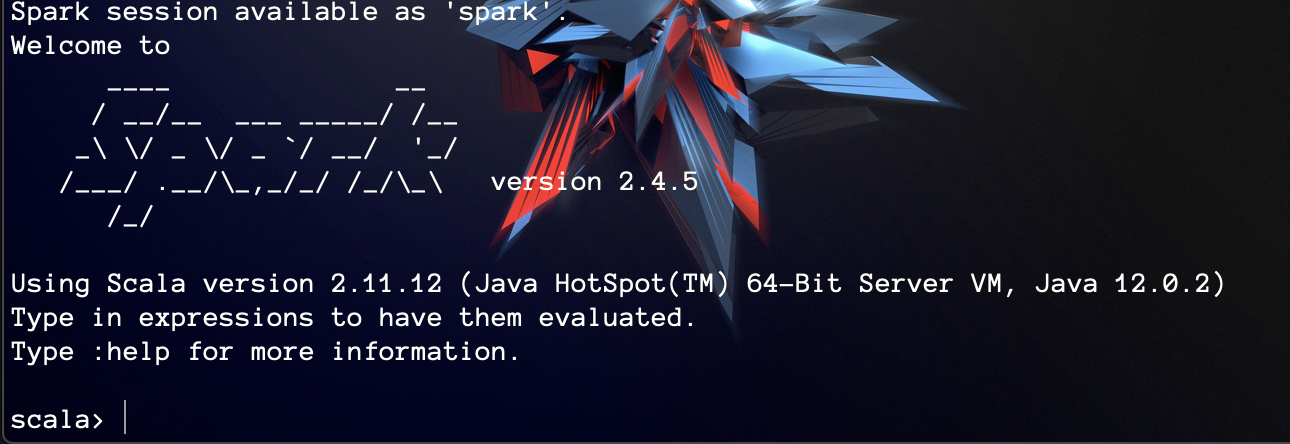 Spark session available as 'spark'.
Welcome to
      ____              __
     / __/__  ___ _____/ /__
    _\ \/ _ \/ _ `/ __/  '_/
   /___/ .__/\_,_/_/ /_/\_\   version 2.4.5
      /_/
Using Scala version 2.11.12 (Java HotSpot(TM) 64-Bit Server VM, Java 12.0.2)
Type in expressions to have them evaluated.
Type :help for more information.
scala>